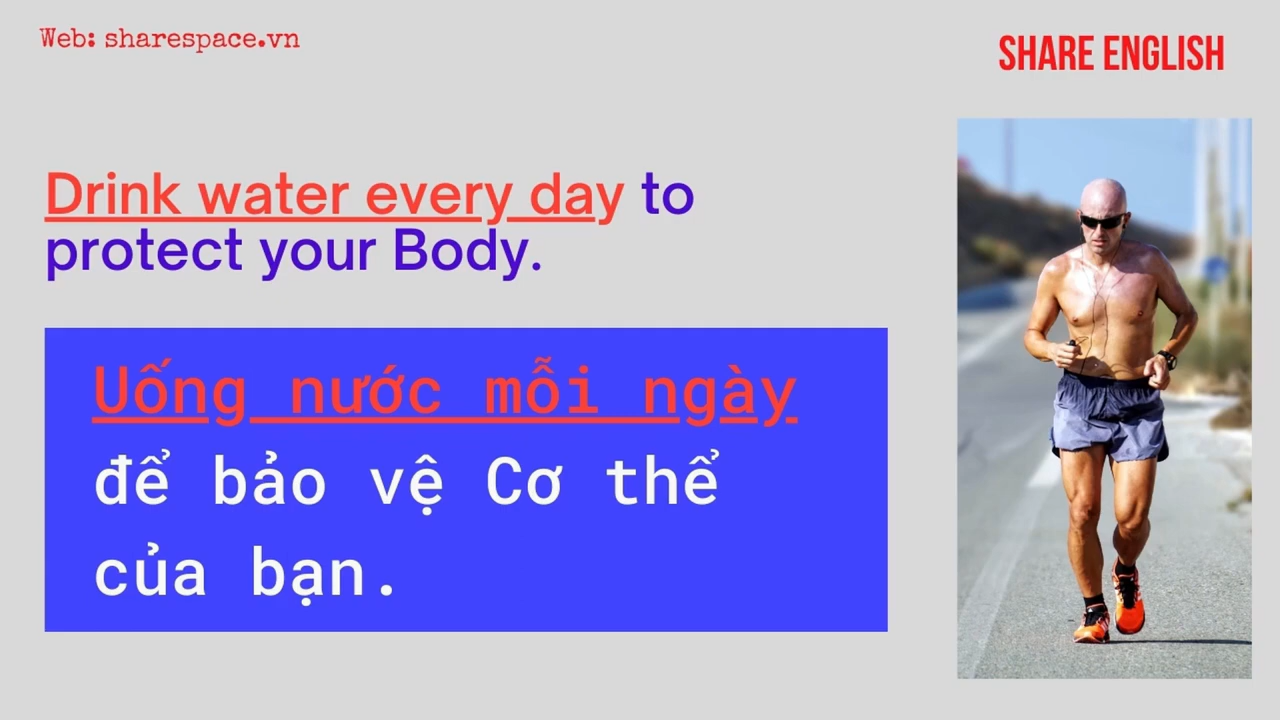 Web: sharespace.vn
SHARE ENGLISH
Drink water every day to
protect your Body.
Uống nước mỗi ngày
để bảo vệ Cơ thể
của bạn.